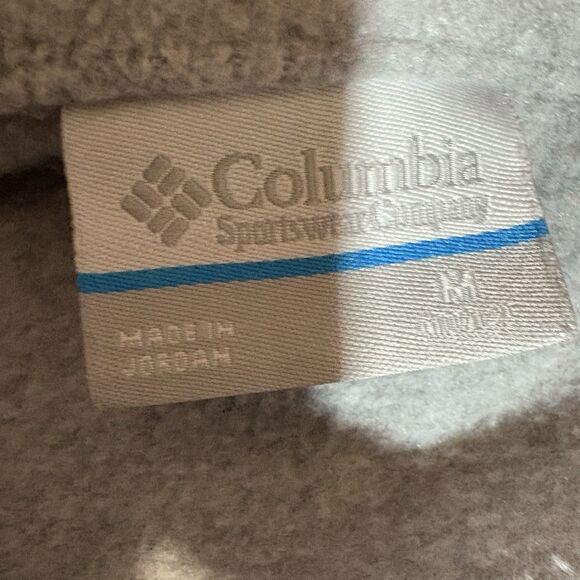 Columbia
Sportswear Company
M
MADE IN
JORDAN